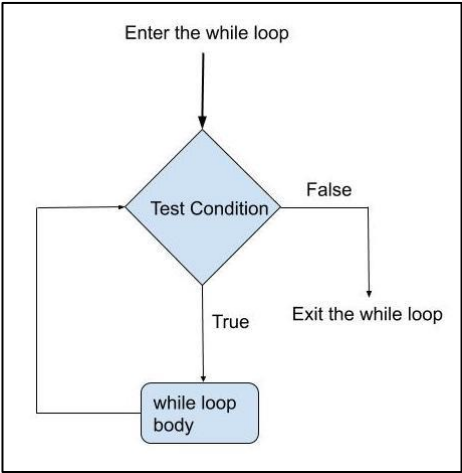 Enter the while loop
Test Condition
False
True
Exit the while loop
while loop
body